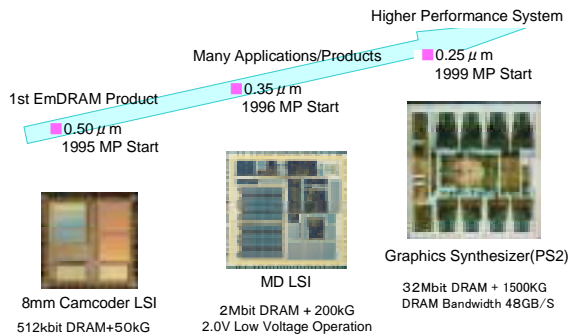 Higher Performance System
Many Applications/Products
0.25μm
1999 MP Start
1st EmDRAM Product
0.35μm
1996 MP Start
0.50μm
1995 MP Start
8mm Camcoder LSI
512kbit DRAM+50kG
MD LSI
2Mbit DRAM + 200kG
2.0V Low Voltage Operation
Graphics Synthesizer(PS2)
32Mbit DRAM + 1500KG
DRAM Bandwidth 48GB/S